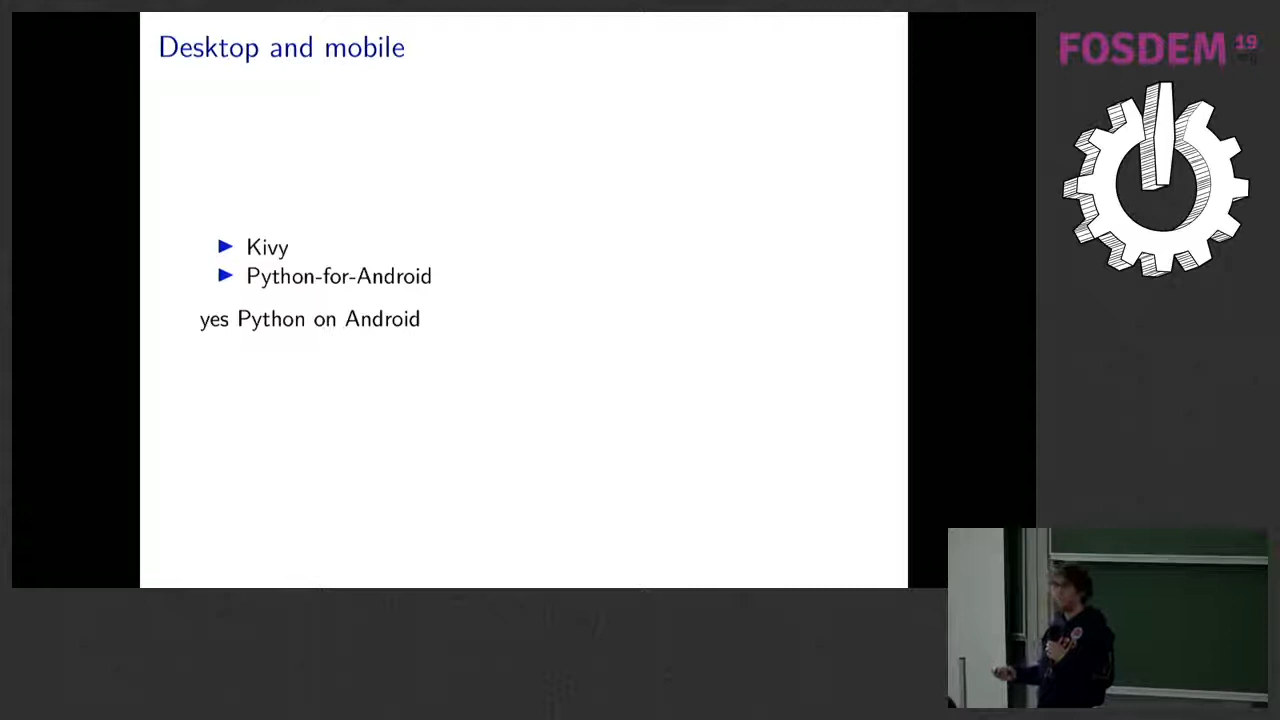 Desktop and mobile
FOSDEM 19
Kivy
Python-for-Android
yes Python on Android